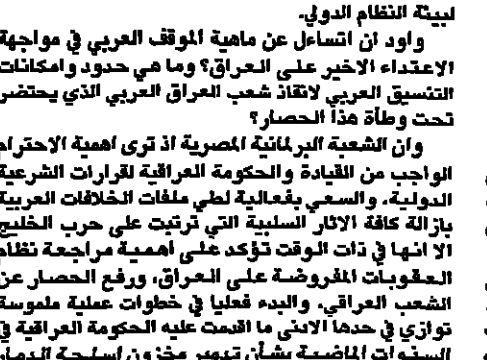 لبيئة النظام الدولي.
واود ان اتساءل عن ماهية الموقف العربي في مواجهة
الاعتداء الاخير على العراق؟ وما هي حدود وامكانات
التنسيق العربي لانقاذ شعب العراق العربي الذي يحتضر
تحت وطأة هذا الحصار؟
وان الشعبة البرلمانية المصرية اذ ترى اهمية الاحترام
الواجب من القيادة والحكومة العراقية لقرارات الشرعية
الدولية، والسعي بفعالية لطي ملفات الخلافات العربية
بازالة كافة الاثار السلبية التي ترتبت على حرب الخليج
الا انها في ذات الوقت تؤكد على اهمية مراجعة نظام
العقوبات المفروضة على العراق، ورفع الحصار عن
الشعب العراقي، والبدء فعليا في خطوات عملية ملموسة
توازي في حدها الادنى ما اقدمت عليه الحكومة العراقية في
السنوات الماضية بشأن تدمير مخزون اسلحة الدمار